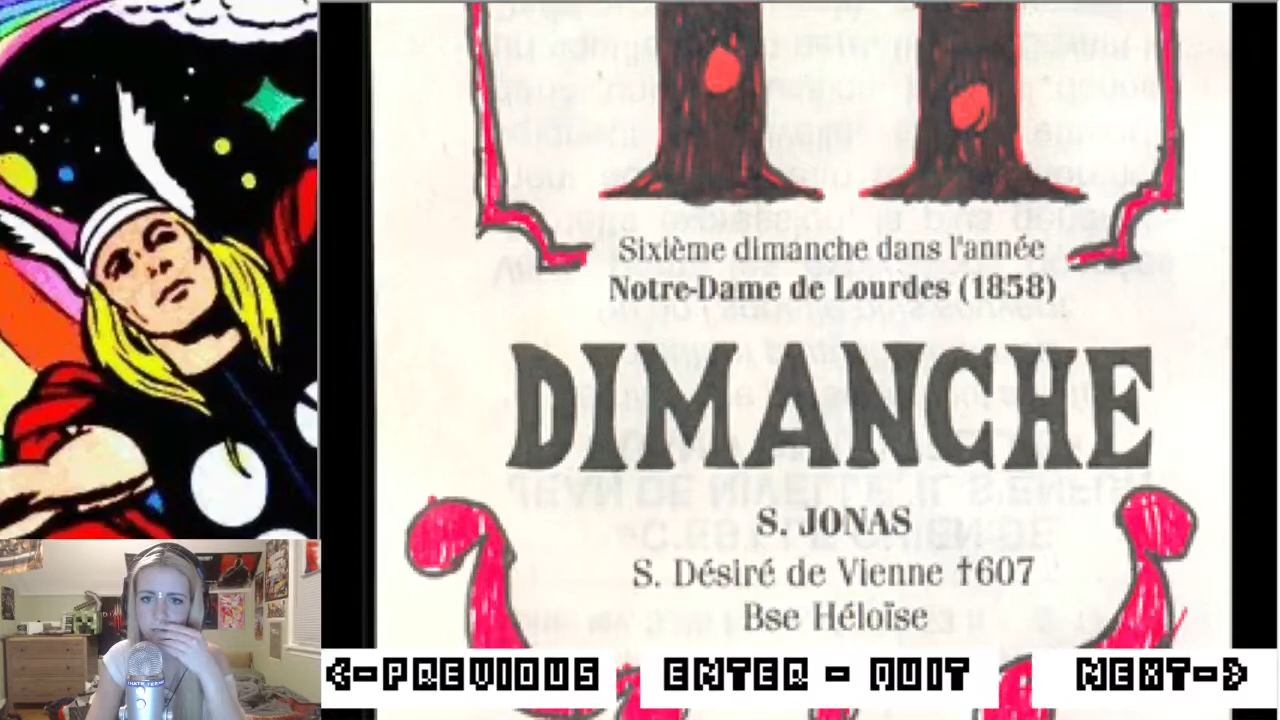 11
Sixième dimanche dans l'année
Notre-Dame de Lourdes (1858)
DIMANCHE
S. JONAS
S. Désiré de Vienne †607
Bse Héloïse
<-PREVIOUS ENTER - QUIT NEXT->